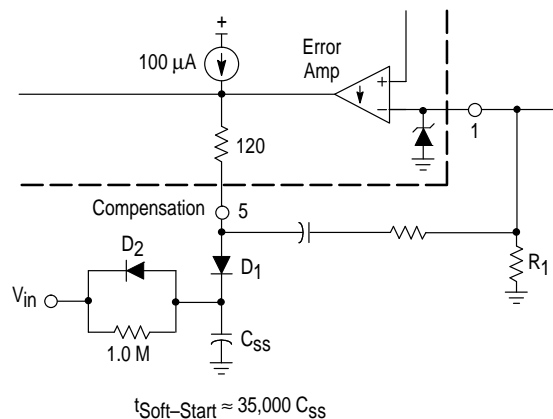 +
100 µA
Error
Amp
+
−
1
120
Compensation
5
D2
D1
R1
Vin
1.0 M
CSS
tSoft–Start ≈ 35,000 CSS